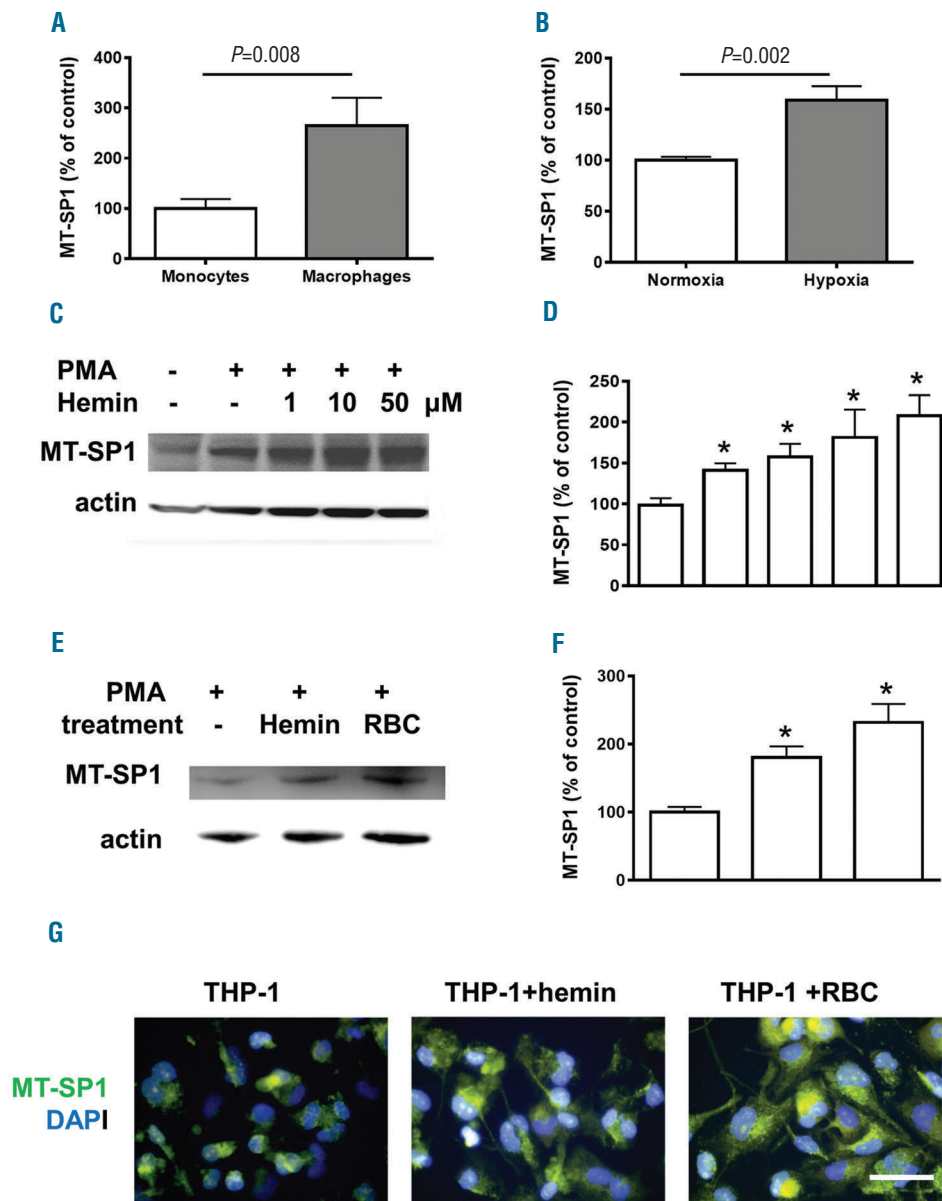 A
MT-SP1 (% of control)
400
300
200
100
0
P=0.008
Monocytes Macrophages
B
MT-SP1 (% of control)
200
150
100
50
0
P=0.002
Normoxia Hypoxia
C
PMA - + + + +
Hemin - - 1 10 50 µM
MT-SP1
actin
D
MT-SP1 (% of control)
250
200
150
100
50
0
* * * *
E
PMA + + +
treatment - Hemin RBC
MT-SP1
actin
F
MT-SP1 (% of control)
300
200
100
0
* *
G
THP-1 THP-1+hemin THP-1 +RBC
MT-SP1
DAPI